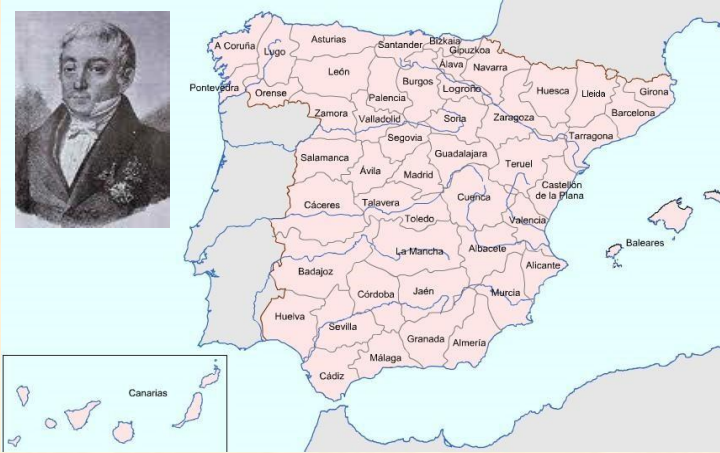 A Coruña
Lugo
Asturias
Santander
Bizkaia
Gipuzkoa
Álava
Navarra
León
Burgos
Logroño
Huesca
Lleida
Girona
Pontevedra
Orense
Palencia
Barcelona
Zamora
Valladolid
Soria
Zaragoza
Tarragona
Segovia
Salamanca
Guadalajara
Teruel
Ávila
Madrid
Castellón
de la Plana
Cáceres
Talavera
Cuenca
Toledo
Valencia
Baleares
La Mancha
Albacete
Badajoz
Alicante
Córdoba
Jaén
Murcia
Huelva
Sevilla
Granada
Almería
Málaga
Cádiz
Canarias